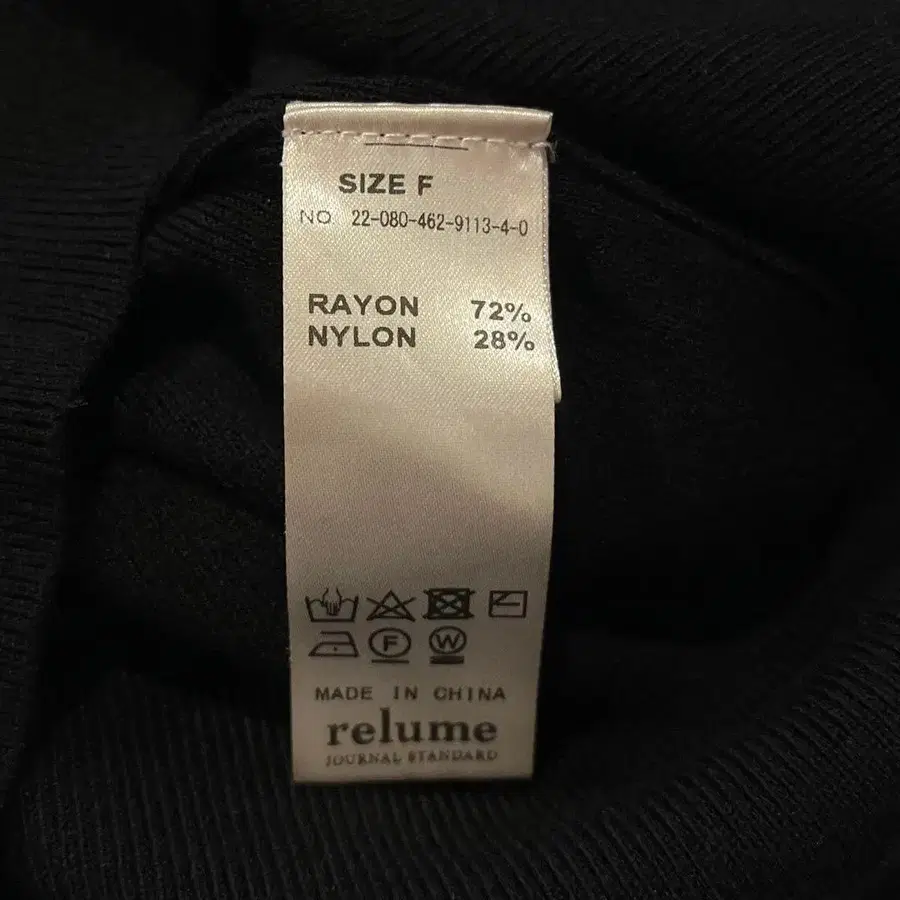 SIZE F
NO 22-080-462-9113-4-0
RAYON 72%
NYLON 28%
F W
MADE IN CHINA
relume
JOURNAL STANDARD